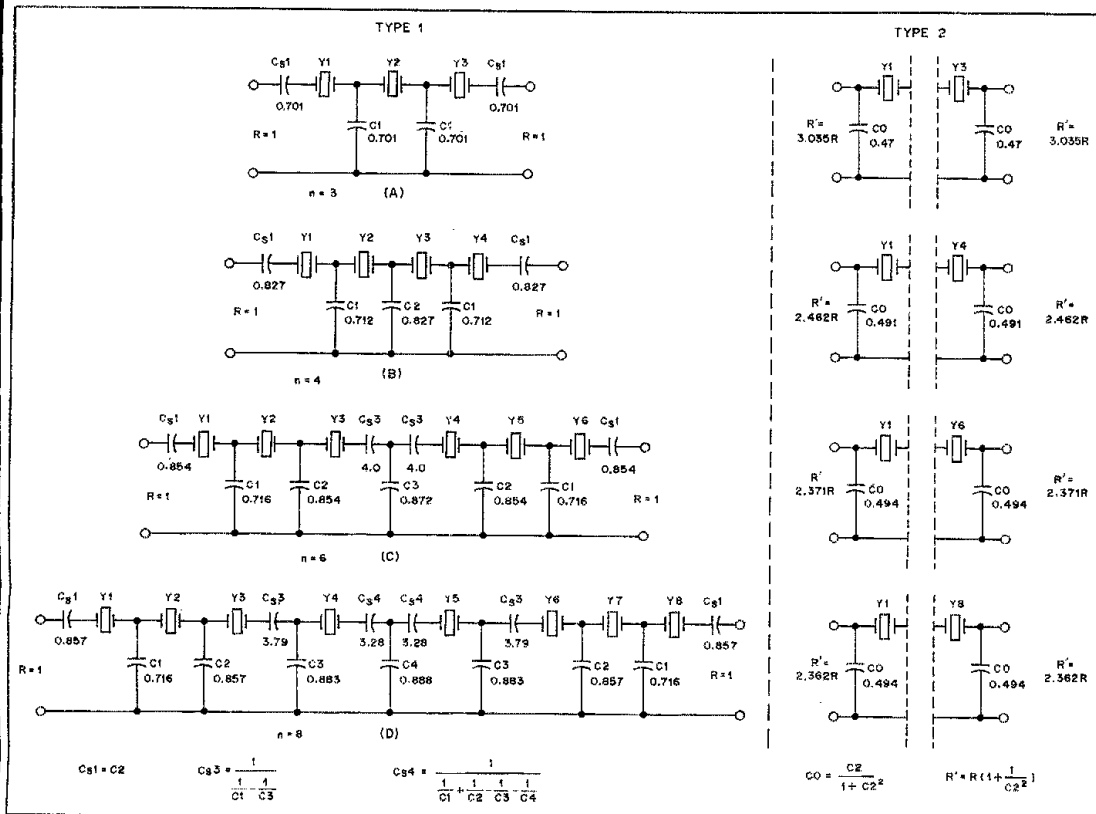 TYPE 1
TYPE 2
Cs1 Y1 Y2 Y3 Cs1
0.701 0.701
C1 C1
0.701 0.701
R=1 R=1
n = 3 (A)
Y1 Y3
R'= 3.035R CO 0.47
CO 0.47 R'= 3.035R
Cs1 Y1 Y2 Y3 Y4 Cs1
0.827 0.827
C1 C2 C1
0.712 0.827 0.712
R=1 R=1
n = 4 (B)
Y1 Y4
R'= 2.462R CO 0.491
CO 0.491 R'= 2.462R
Cs1 Y1 Y2 Y3 Cs3 Cs3 Y4 Y5 Y6 Cs1
0.854 4.0 4.0 0.854
C1 C2 C3 C2 C1
0.716 0.854 0.872 0.854 0.716
R=1 R=1
n = 6 (C)
Y1 Y6
R' 2.371R CO 0.494
CO 0.494 R'= 2.371R
Cs1 Y1 Y2 Y3 Cs3 Y4 Cs4 Cs4 Y5 Cs3 Y6 Y7 Y8 Cs1
0.857 3.79 3.28 3.28 3.79 0.857
C1 C2 C3 C4 C3 C2 C1
0.716 0.857 0.883 0.888 0.883 0.857 0.716
R=1 R=1
n=8 (D)
Y1 Y8
R'= 2.362R CO 0.494
CO 0.494 R'= 2.362R
Cs1 = C2
Cs3 = 1 / (1/C1 - 1/C3)
Cs4 = 1 / (1/C1 + 1/C2 - 1/C3 - 1/C4)
CO = C2 / (1 + C2²)
R' = R(1 + 1/C2²)